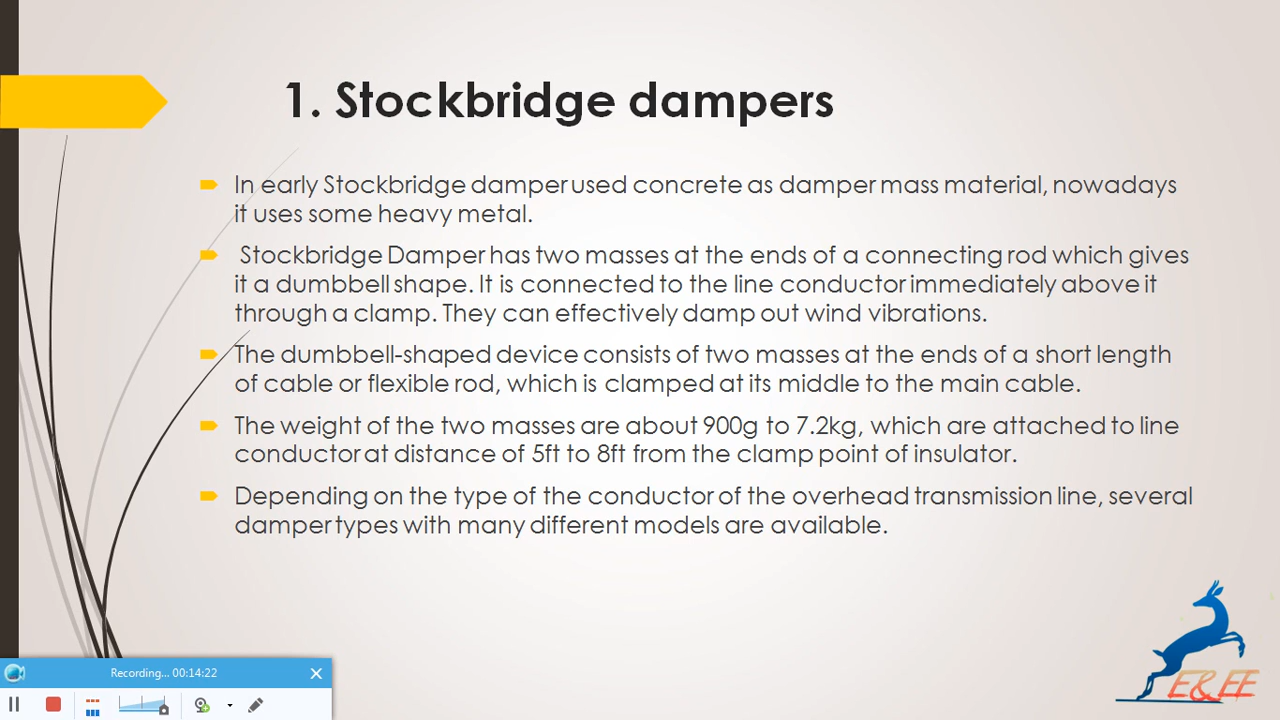 1. Stockbridge dampers
In early Stockbridge damper used concrete as damper mass material, nowadays
it uses some heavy metal.
Stockbridge Damper has two masses at the ends of a connecting rod which gives
it a dumbbell shape. It is connected to the line conductor immediately above it
through a clamp. They can effectively damp out wind vibrations.
The dumbbell-shaped device consists of two masses at the ends of a short length
of cable or flexible rod, which is clamped at its middle to the main cable.
The weight of the two masses are about 900g to 7.2kg, which are attached to line
conductor at distance of 5ft to 8ft from the clamp point of insulator.
Depending on the type of the conductor of the overhead transmission line, several
damper types with many different models are available.
Recording... 00:14:22
E&EE